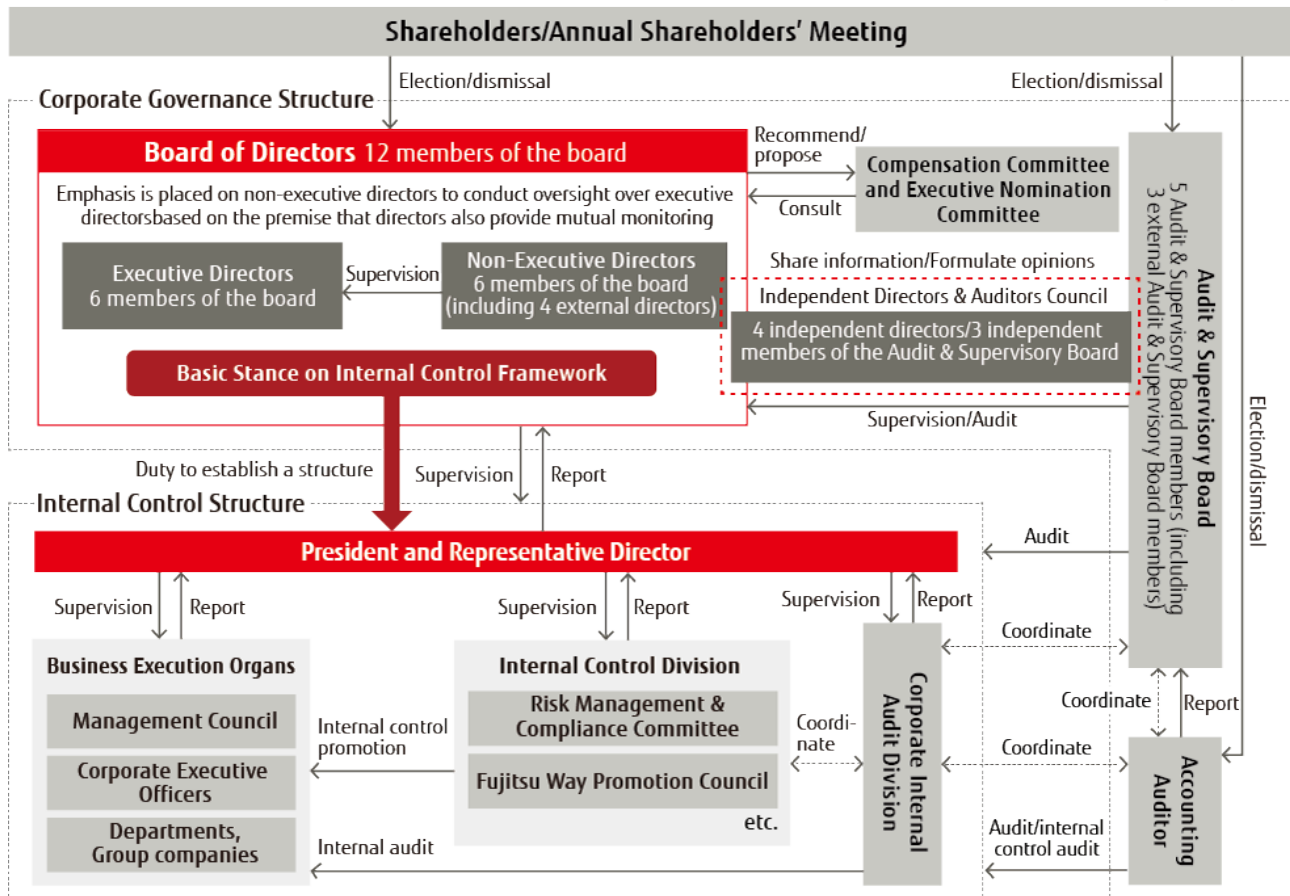 Shareholders/Annual Shareholders' Meeting
Election/dismissal
Election/dismissal
Corporate Governance Structure
Board of Directors 12 members of the board
Emphasis is placed on non-executive directors to conduct oversight over executive
directorsbased on the premise that directors also provide mutual monitoring
Executive Directors
6 members of the board
Supervision
Non-Executive Directors
6 members of the board
(including 4 external directors)
Basic Stance on Internal Control Framework
Recommend/
propose
Consult
Compensation Committee
and Executive Nomination
Committee
Share information/Formulate opinions
Independent Directors & Auditors Council
4 independent directors/3 independent
members of the Audit & Supervisory Board
Supervision/Audit
Audit & Supervisory Board
5 Audit & Supervisory Board members (including
3 external Audit & Supervisory Board members)
Election/dismissal
Duty to establish a structure
Supervision
Report
Internal Control Structure
President and Representative Director
Audit
Supervision
Report
Supervision
Report
Supervision
Report
Business Execution Organs
Management Council
Corporate Executive
Officers
Departments,
Group companies
Internal control
promotion
Internal audit
Internal Control Division
Risk Management &
Compliance Committee
Fujitsu Way Promotion Council
etc.
Coordi-
nate
Corporate Internal
Audit Division
Coordinate
Coordinate
Report
Coordinate
Audit/internal
control audit
Accounting
Auditor